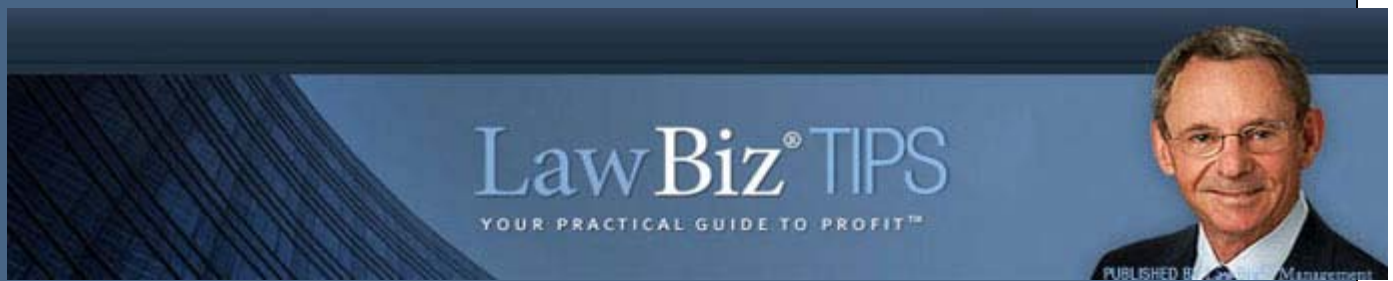 LawBiz® TIPS
YOUR PRACTICAL GUIDE TO PROFIT™
PUBLISHED Management